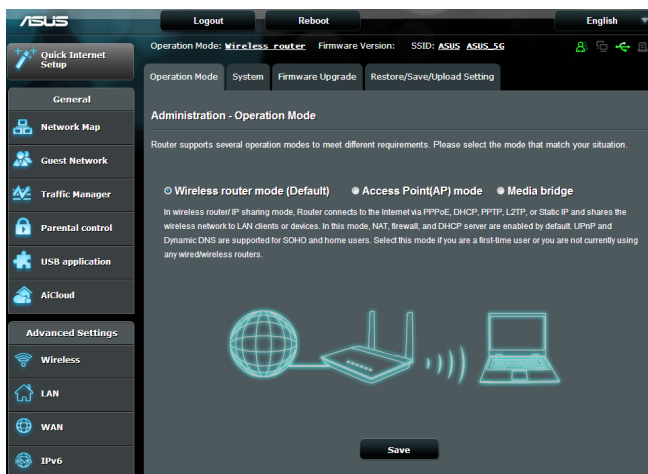 ASUS
Logout
Reboot
English
Quick Internet
Setup
Operation Mode: Wireless router Firmware Version: SSID: ASUS ASUS_5G
Operation Mode
System
Firmware Upgrade
Restore/Save/Upload Setting
General
Network Map
Guest Network
Traffic Manager
Parental control
USB application
AiCloud
Advanced Settings
Wireless
LAN
WAN
IPv6
Administration - Operation Mode
Router supports several operation modes to meet different requirements. Please select the mode that match your situation.
Wireless router mode (Default)
Access Point(AP) mode
Media bridge
In wireless router/ IP sharing mode, Router connects to the Internet via PPPoE, DHCP, PPTP, L2TP, or Static IP and shares the
wireless network to LAN clients or devices. In this mode, NAT, firewall, and DHCP server are enabled by default. UPnP and
Dynamic DNS are supported for SOHO and home users. Select this mode if you are a first-time user or you are not currently using
any wired/wireless routers.
Save